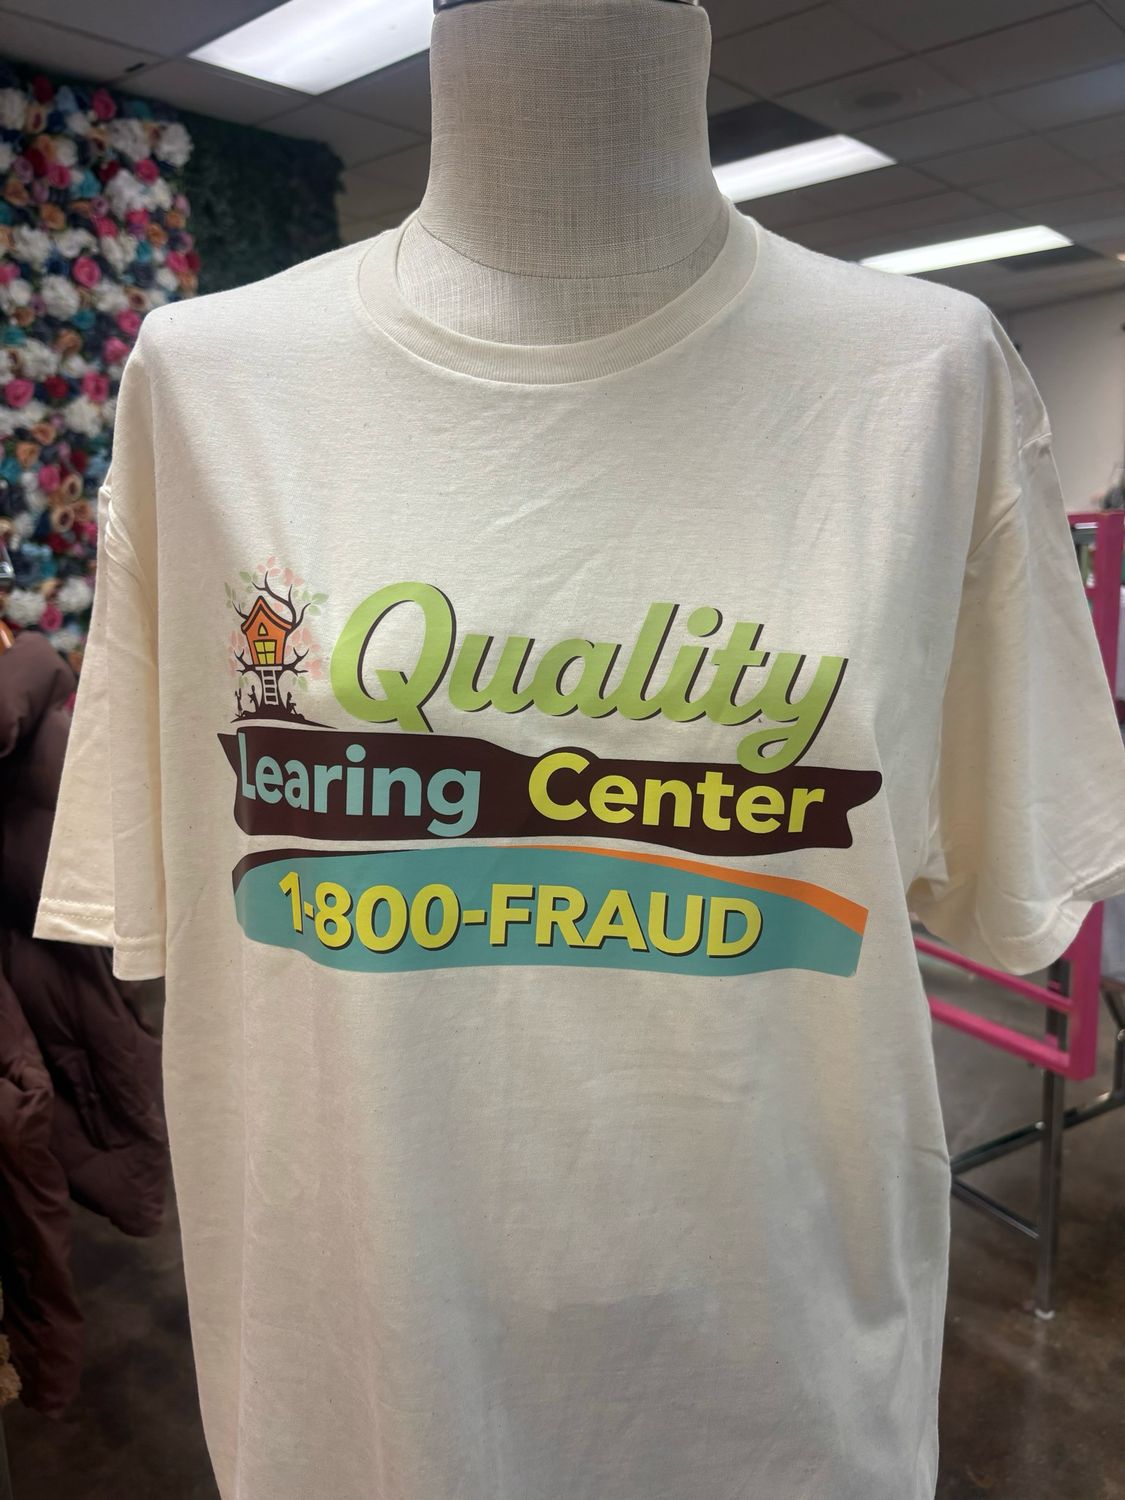 Quality
Learing Center
1-800-FRAUD